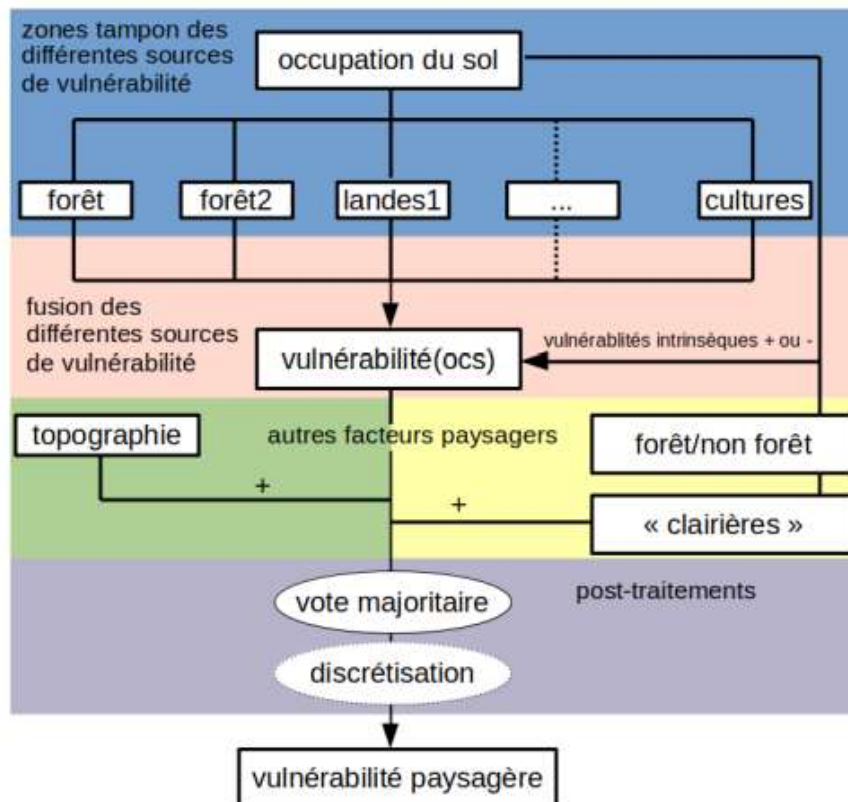 zones tampon des
différentes sources
de vulnérabilité
occupation du sol
forêt
forêt2
landes1
...
cultures
fusion des
différentes sources
de vulnérabilité
vulnérabilité(ocs)
vulnérablités intrinsèques + ou -
topographie
autres facteurs paysagers
forêt/non forêt
+
+
« clairières »
vote majoritaire
post-traitements
discrétisation
vulnérabilité paysagère